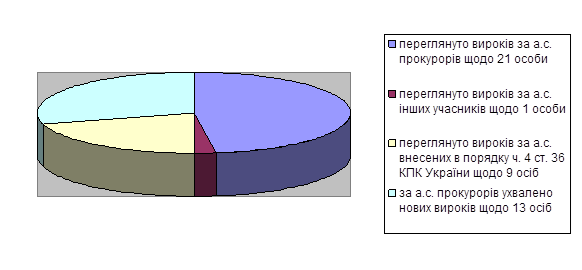 переглянуто вироків за а.с.
прокурорів щодо 21 особи
переглянуто вироків за а.с.
інших учасників щодо 1 особи
переглянуто вироків за а.с.
внесених в порядку ч. 4 ст. 36
КПК України щодо 9 осіб
за а.с. прокурорів ухвалено
нових вироків щодо 13 осіб